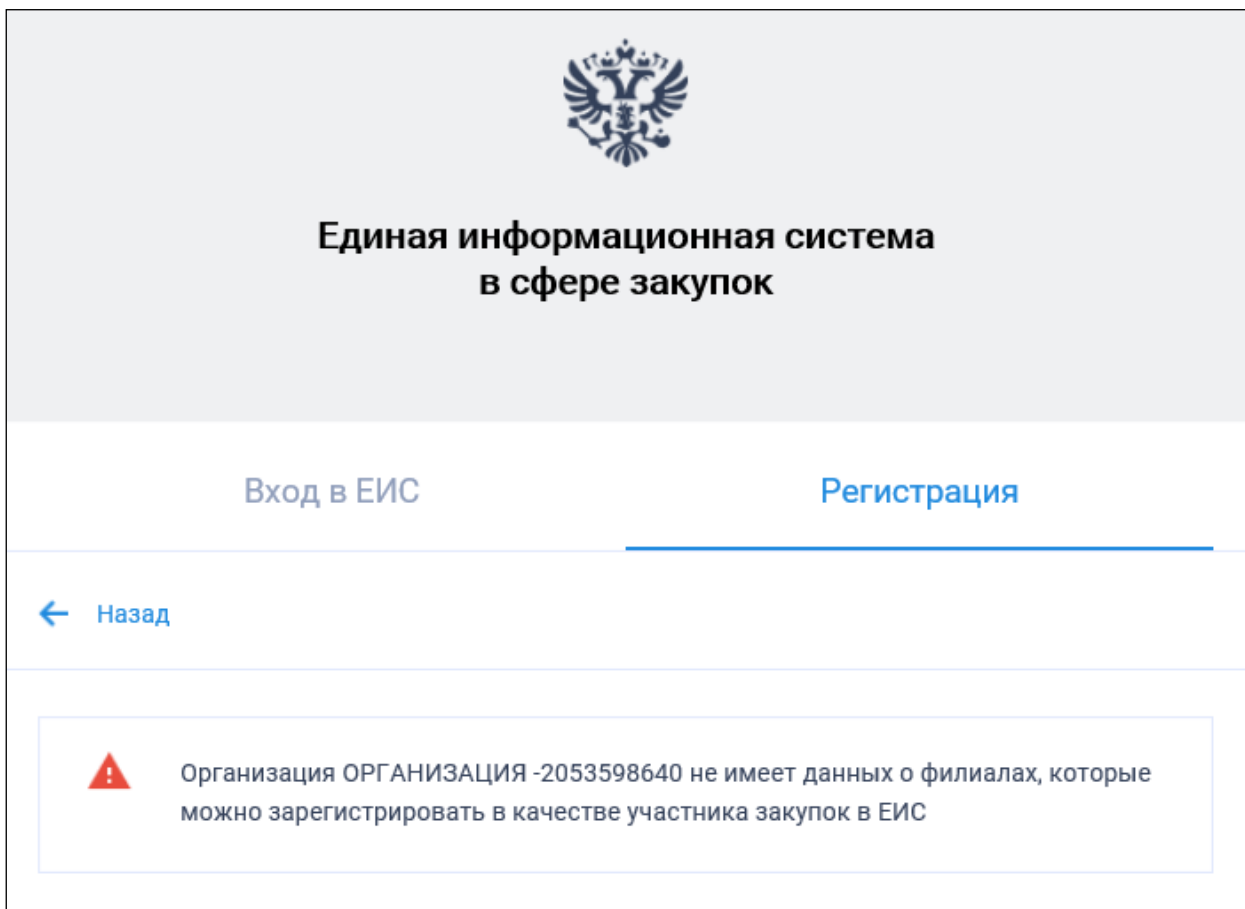 Единая информационная система
в сфере закупок
Вход в ЕИС
Регистрация
Назад
Организация ОРГАНИЗАЦИЯ -2053598640 не имеет данных о филиалах, которые
можно зарегистрировать в качестве участника закупок в ЕИС